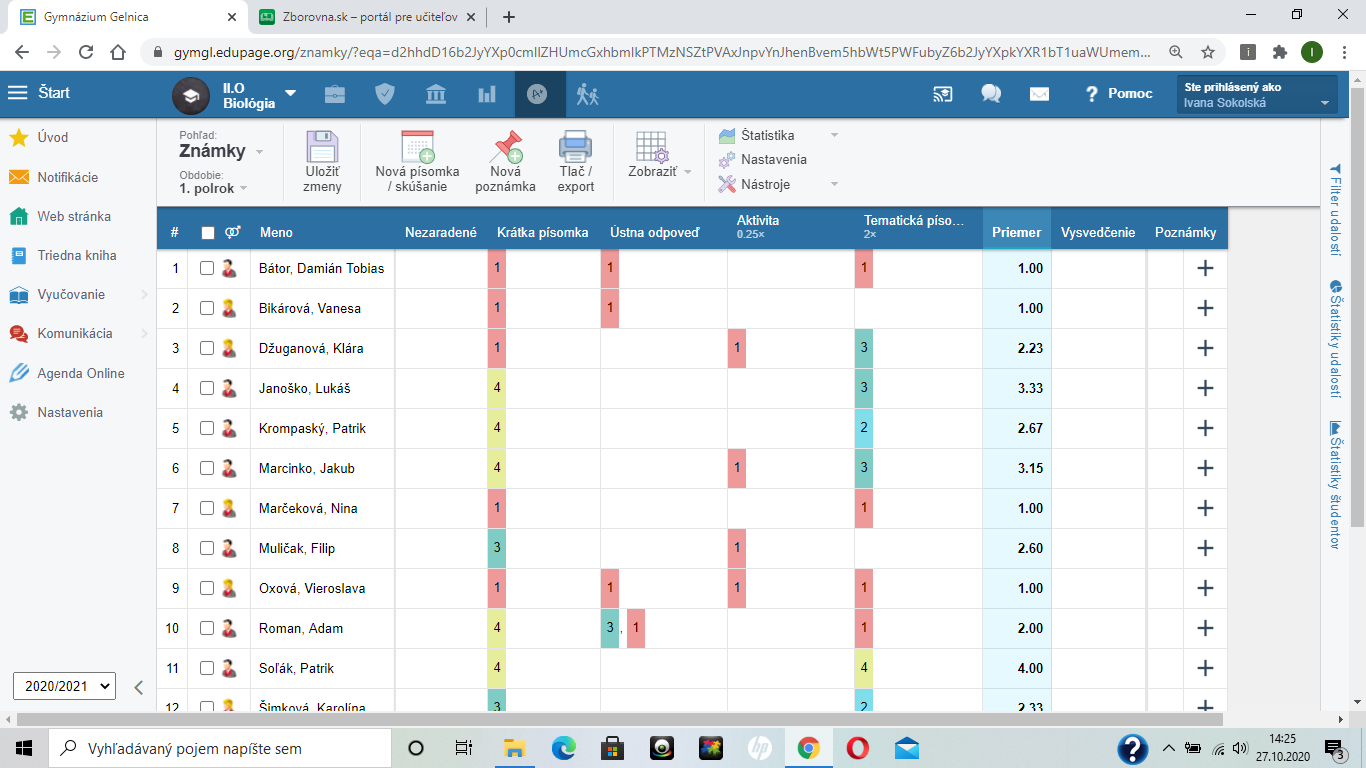 Gymnázium Gelnica
Zborovna.sk – portál pre učiteľov
gymgl.edupage.org/znamky/?eqa=d2hhdD16b2JyYXp0cmllZHUmcGxhbmlkPTMzNSZtPVAxJnpvYnJhenBvem5hbWt5PWFubyZ6b2JyYXpkYXR1bT1uaWUmem...
I
Štart
II.O
Biológia
Pomoc
Ste prihlásený ako
Ivana Sokolská
Úvod
Notifikácie
Web stránka
Triedna kniha
Vyučovanie
Komunikácia
Agenda Online
Nastavenia
2020/2021
Pohľad:
Známky
Obdobie:
1. polrok
Uložiť
zmeny
Nová písomka
/ skúšanie
Nová
poznámka
Tlač /
export
Zobraziť
Štatistika
Nastavenia
Nástroje
# Meno Nezaradené Krátka písomka Ústna odpoveď Aktivita 0.25× Tematická píso... 2× Priemer Vysvedčenie Poznámky
1 Bátor, Damián Tobias 1 1 1 1.00
2 Bikárová, Vanesa 1 1 1.00
3 Džuganová, Klára 1 1 3 2.23
4 Janoško, Lukáš 4 3 3.33
5 Krompaský, Patrik 4 2 2.67
6 Marcinko, Jakub 4 1 3 3.15
7 Marčeková, Nina 1 1 1.00
8 Muličak, Filip 3 1 2.60
9 Oxová, Vieroslava 1 1 1 1 1.00
10 Roman, Adam 4 3, 1 1 2.00
11 Soľák, Patrik 4 4 4.00
12 Šimková, Karolína 3 2 2.33
Filter udalostí
Štatistiky udalostí
Štatistiky študentov
Vyhľadávaný pojem napíšte sem
14:25
27.10.2020
3